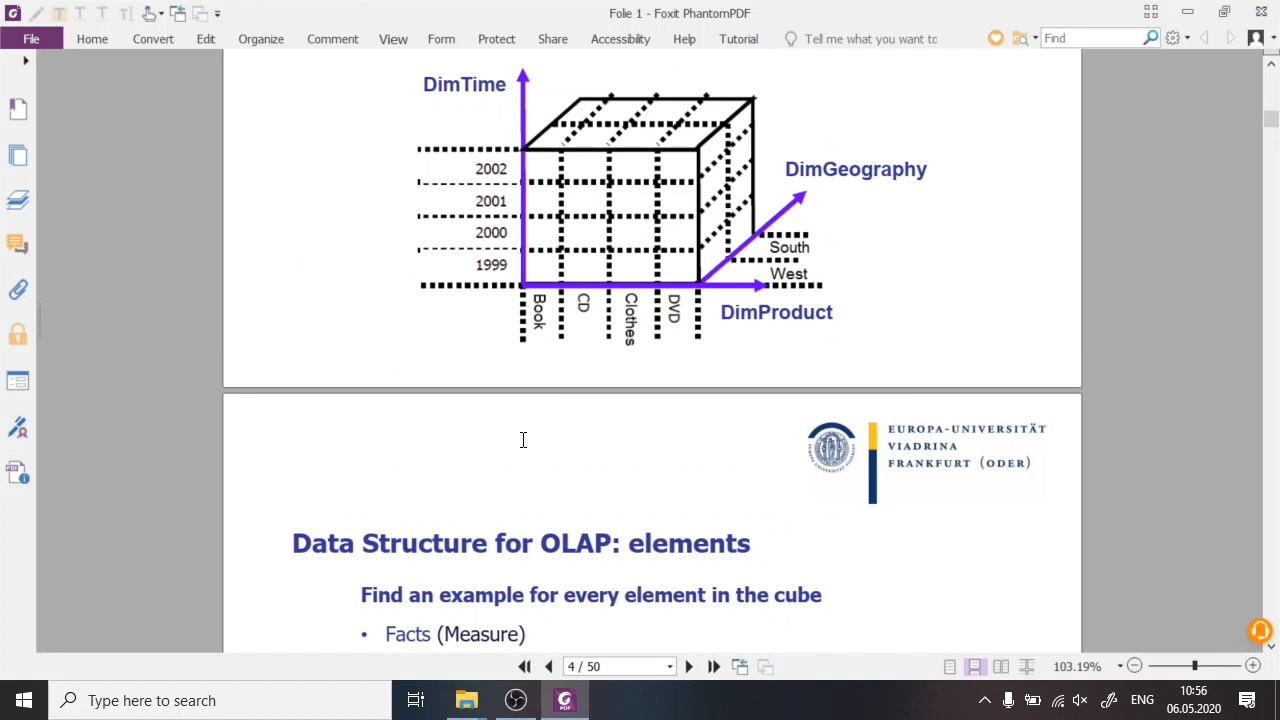 Folie 1 - Foxit PhantomPDF
File Home Convert Edit Organize Comment View Form Protect Share Accessibility Help Tutorial Tell me what you want to Find
DimTime
DimGeography
2002
2001
2000
1999
South
West
Book
CD
Clothes
DVD
DimProduct
EUROPA-UNIVERSITÄT
VIADRINA
FRANKFURT (ODER)
Data Structure for OLAP: elements
Find an example for every element in the cube
• Facts (Measure)
4 / 50
103.19%
Type here to search
ENG
10:56
06.05.2020